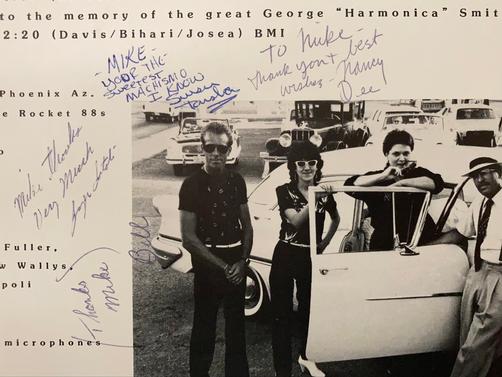 to the memory of the great George "Harmonica" Smit
2:20 (Davis/Bihari/Josea) BMI
Phoenix Az.
e Rocket 88s
o
Fuller,
w Wallys,
poli
microphones
-MIKE-
THE
SWEETEST
MACHISMO
I KNOW
Susan
To Mike -
Thank you & best
wishes - Nancy
Dee
Mike Thanks
Very Much
Bill
(Thanks
Mike)